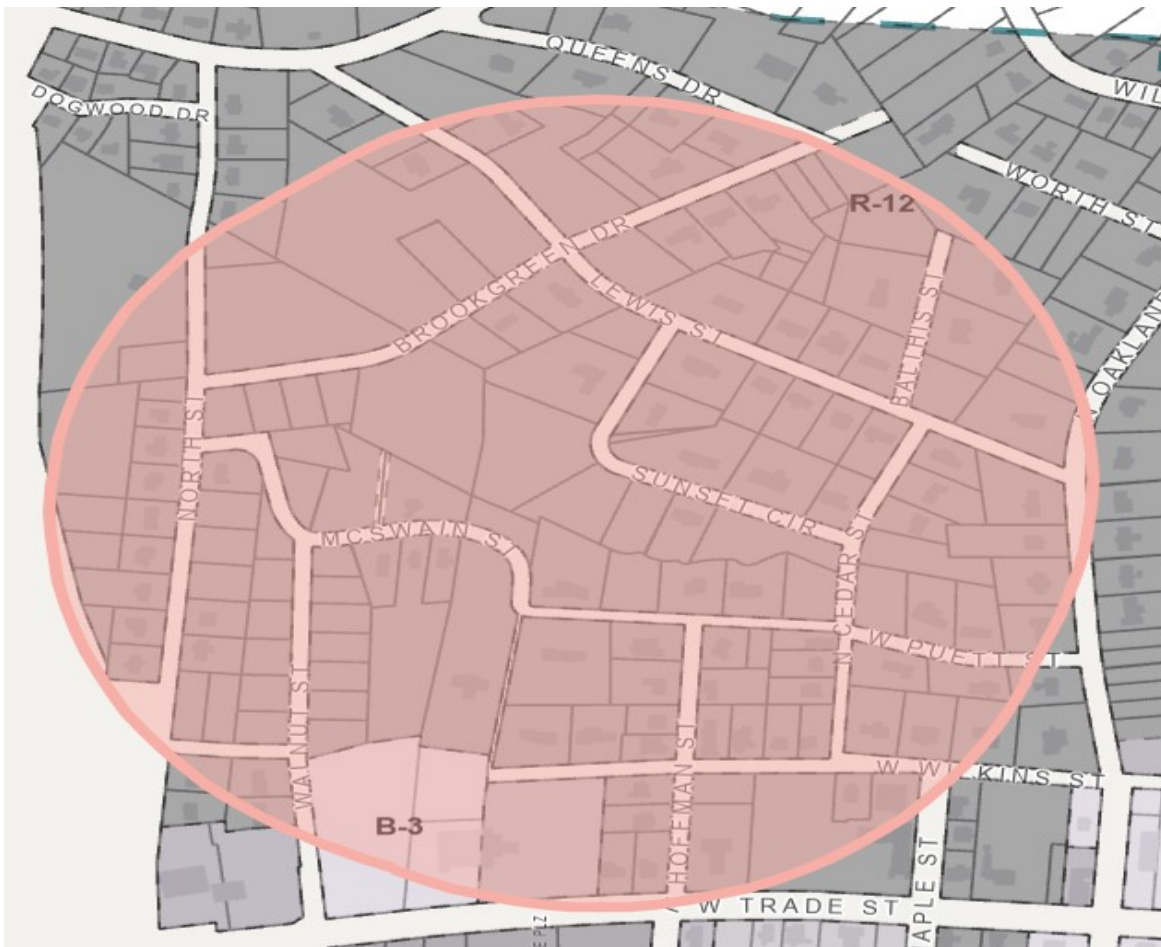 QUEENS DR
WIL
DOGWOOD DR
WORTH ST
R-12
BROOKGREEN DR
LEWIS ST
BALTHIS ST
OAKLAND
NORTH ST
SUNSET CIR
MCSWAIN ST
N CEDAR ST
W PUETT ST
WALNUT ST
HOFFMAN ST
W WILKINS ST
B-3
W TRADE ST
APLE ST
E PLZ